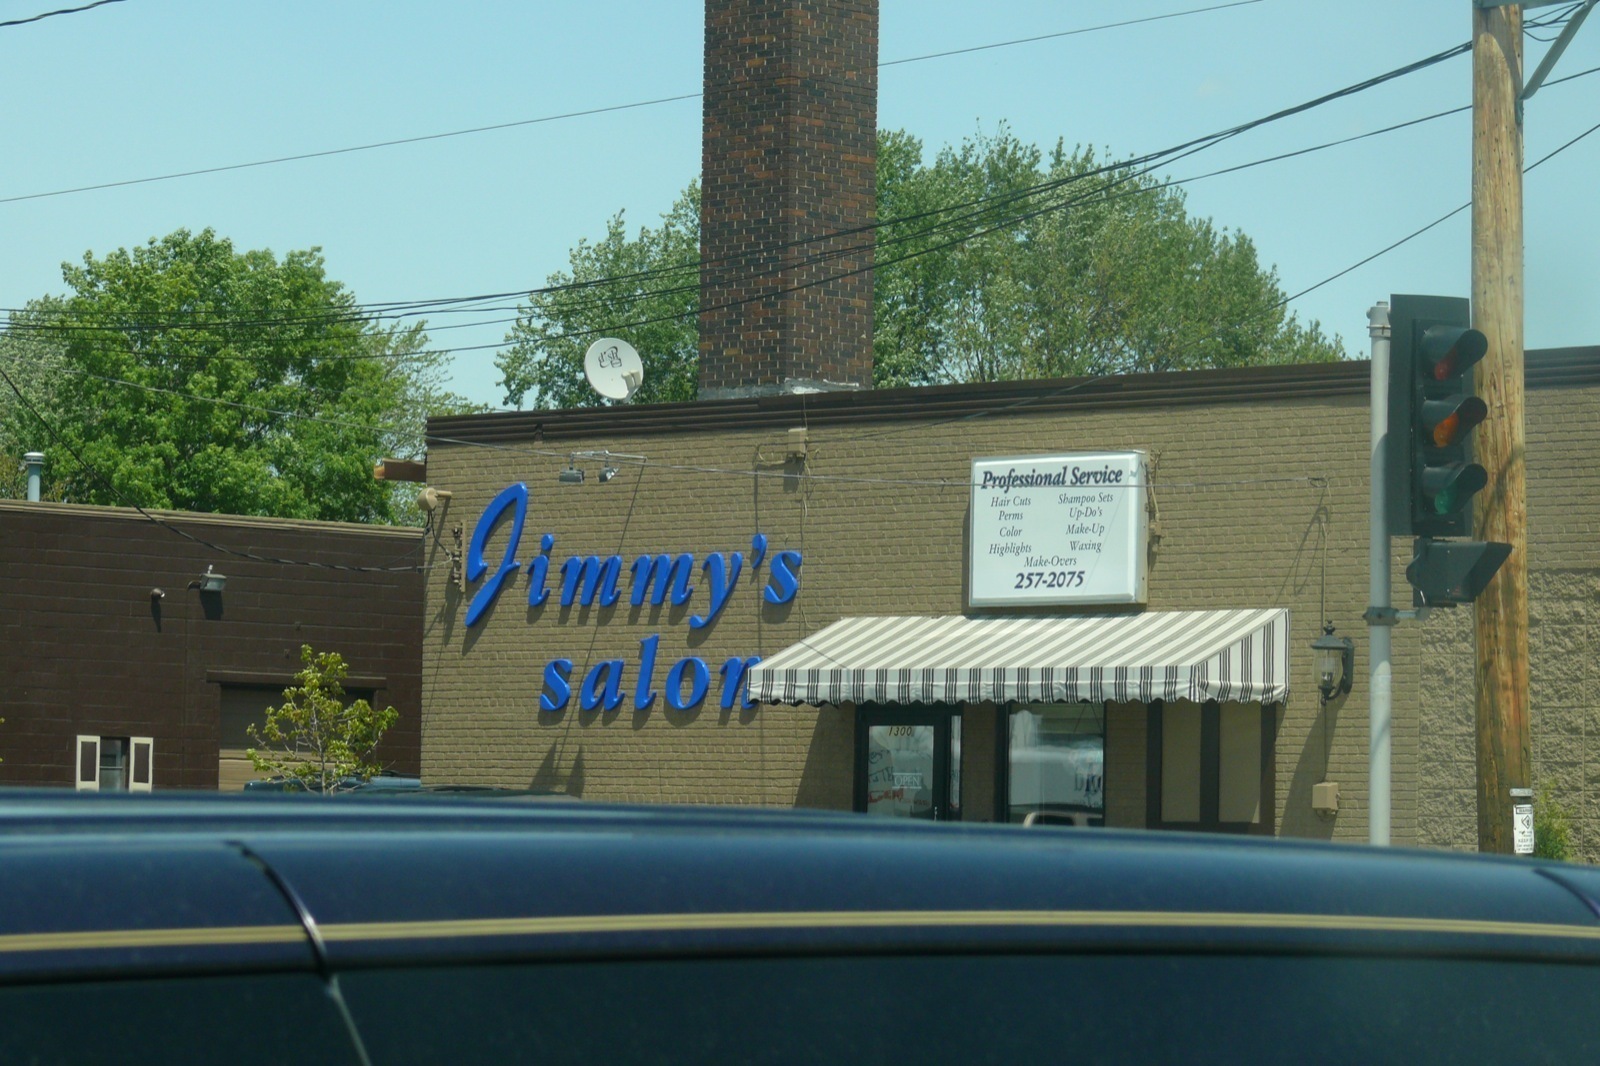 Jimmy's
salon
Professional Service
Hair Cuts Shampoo Sets
Perms Up-Do's
Color Make-Up
Highlights Waxing
Make-Overs
257-2075
1300
OPEN